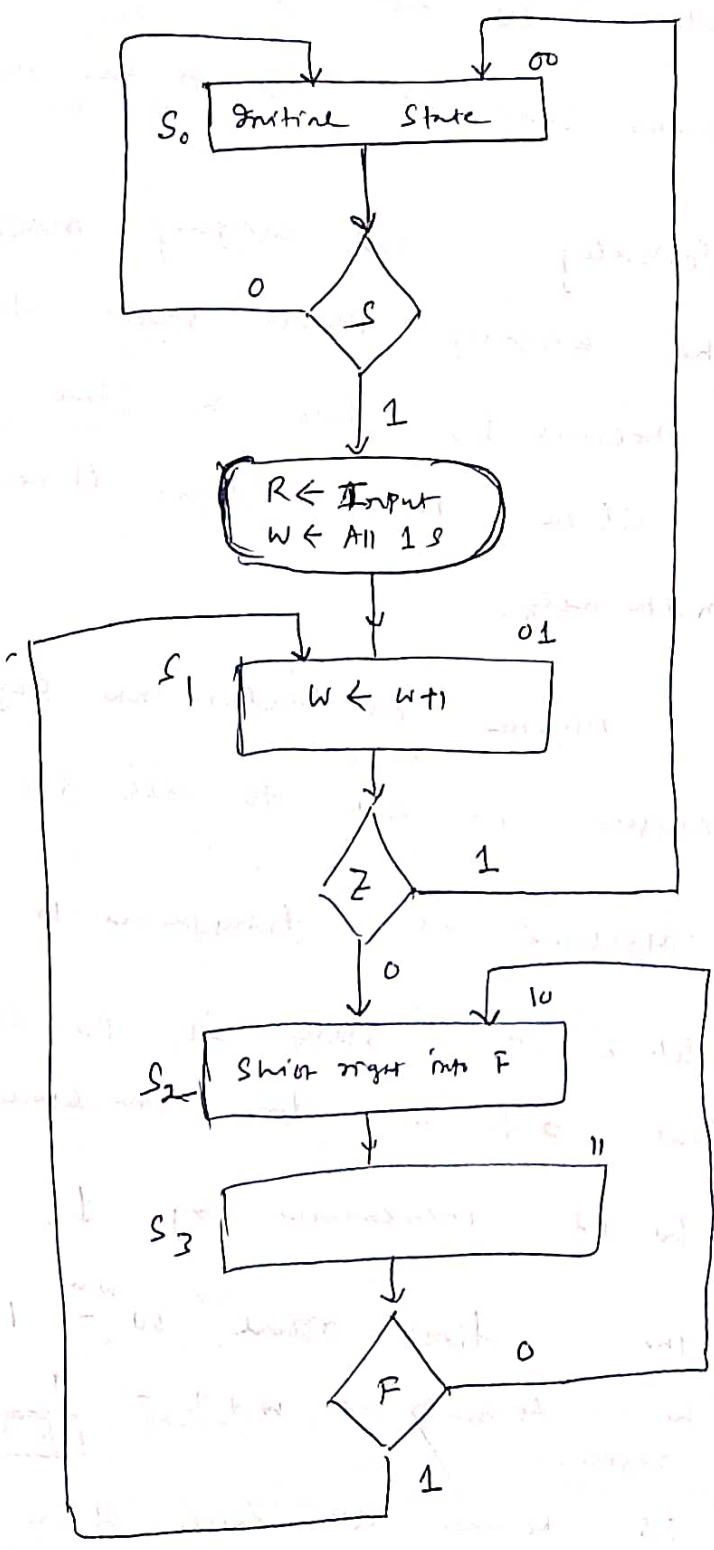 00
S₀ Initial State
0
S
1
R ← Input
W ← All 1 s
01
S₁
W ← W+1
Z
1
0
10
S₂ Shift right into F
11
S₃
F
0
1